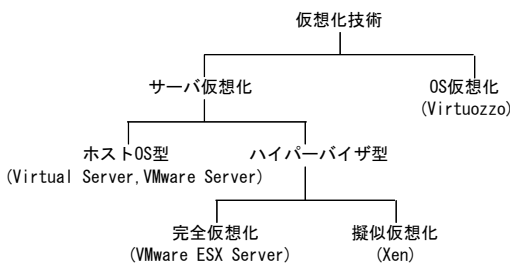 仮想化技術
サーバ仮想化
OS仮想化
(Virtuozzo)
ホストOS型
(Virtual Server,VMware Server)
ハイパーバイザ型
完全仮想化
(VMware ESX Server)
擬似仮想化
(Xen)